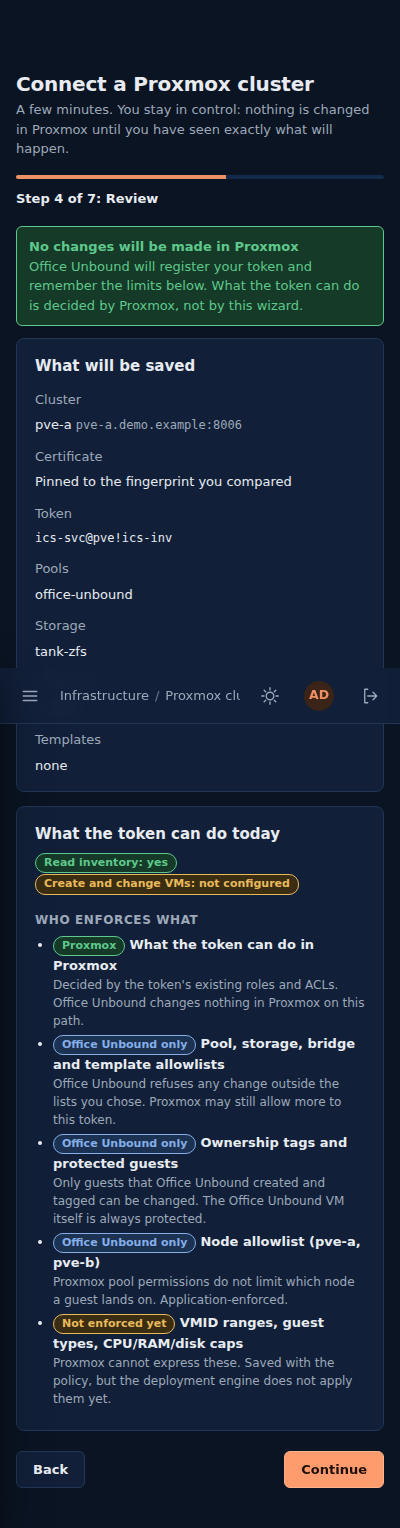 Connect a Proxmox cluster
A few minutes. You stay in control: nothing is changed
in Proxmox until you have seen exactly what will
happen.
Step 4 of 7: Review
No changes will be made in Proxmox
Office Unbound will register your token and
remember the limits below. What the token can do
is decided by Proxmox, not by this wizard.
What will be saved
Cluster
pve-a pve-a.demo.example:8006
Certificate
Pinned to the fingerprint you compared
Token
ics-svc@pve!ics-inv
Pools
office-unbound
Storage
tank-zfs
Infrastructure / Proxmox clu
AD
Templates
none
What the token can do today
Read inventory: yes
Create and change VMs: not configured
WHO ENFORCES WHAT
• Proxmox What the token can do in
Proxmox
Decided by the token's existing roles and ACLs.
Office Unbound changes nothing in Proxmox on this
path.
• Office Unbound only Pool, storage, bridge
and template allowlists
Office Unbound refuses any change outside the
lists you chose. Proxmox may still allow more to
this token.
• Office Unbound only Ownership tags and
protected guests
Only guests that Office Unbound created and
tagged can be changed. The Office Unbound VM
itself is always protected.
• Office Unbound only Node allowlist (pve-a,
pve-b)
Proxmox pool permissions do not limit which node
a guest lands on. Application-enforced.
• Not enforced yet VMID ranges, guest
types, CPU/RAM/disk caps
Proxmox cannot express these. Saved with the
policy, but the deployment engine does not apply
them yet.
Back
Continue